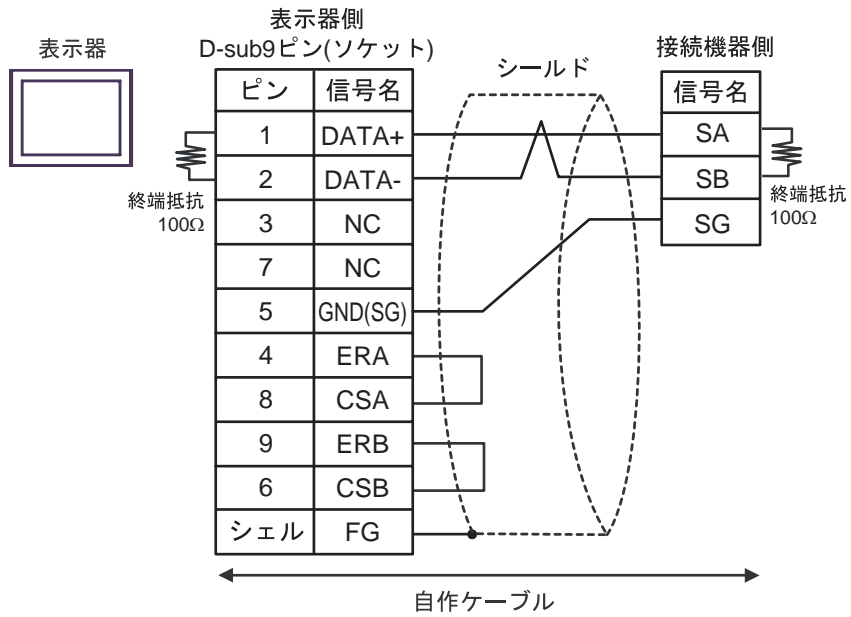 表示器
表示器側
D-sub9ピン(ソケット)
シールド
接続機器側
ピン 信号名
1 DATA+
2 DATA-
3 NC
7 NC
5 GND(SG)
4 ERA
8 CSA
9 ERB
6 CSB
シェル FG
終端抵抗
100Ω
信号名
SA
SB
SG
終端抵抗
100Ω
自作ケーブル